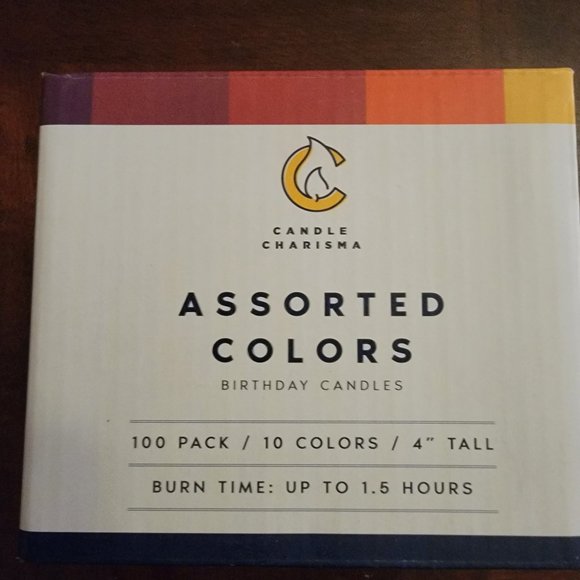 CANDLE
CHARISMA
ASSORTED
COLORS
BIRTHDAY CANDLES
100 PACK / 10 COLORS / 4” TALL
BURN TIME: UP TO 1.5 HOURS